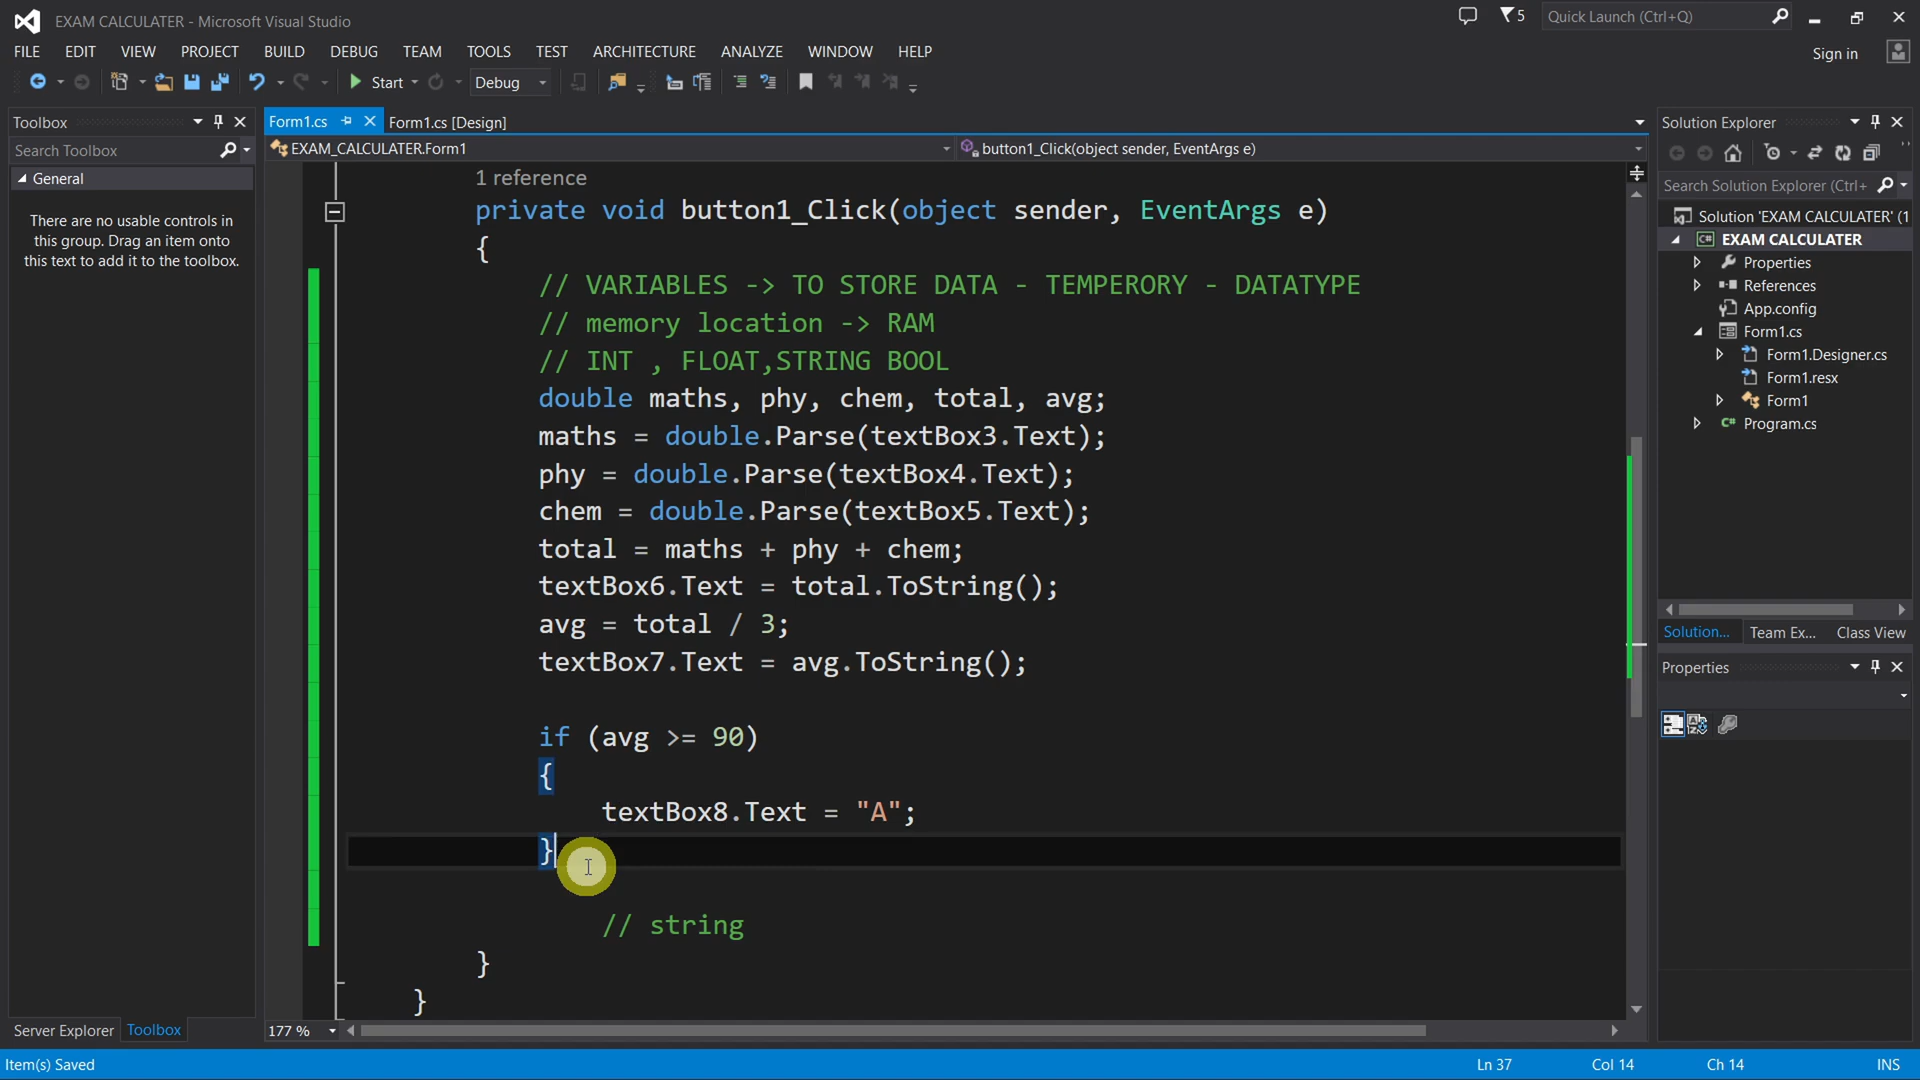 EXAM CALCULATER - Microsoft Visual Studio
5
Quick Launch (Ctrl+Q)
FILE EDIT VIEW PROJECT BUILD DEBUG TEAM TOOLS TEST ARCHITECTURE ANALYZE WINDOW HELP
Sign in
Start
Debug
Toolbox
Search Toolbox
General
There are no usable controls in
this group. Drag an item onto
this text to add it to the toolbox.
Server Explorer Toolbox
Form1.cs Form1.cs [Design]
EXAM_CALCULATER.Form1
button1_Click(object sender, EventArgs e)
1 reference
private void button1_Click(object sender, EventArgs e)
{
// VARIABLES -> TO STORE DATA - TEMPERORY - DATATYPE
// memory location -> RAM
// INT , FLOAT,STRING BOOL
double maths, phy, chem, total, avg;
maths = double.Parse(textBox3.Text);
phy = double.Parse(textBox4.Text);
chem = double.Parse(textBox5.Text);
total = maths + phy + chem;
textBox6.Text = total.ToString();
avg = total / 3;
textBox7.Text = avg.ToString();
if (avg >= 90)
{
textBox8.Text = "A";
}
// string
}
}
177 %
Solution Explorer
Search Solution Explorer (Ctrl+
Solution 'EXAM CALCULATER' (1
C# EXAM CALCULATER
Properties
References
App.config
Form1.cs
Form1.Designer.cs
Form1.resx
Form1
C# Program.cs
Solution... Team Ex... Class View
Properties
Item(s) Saved
Ln 37 Col 14 Ch 14 INS